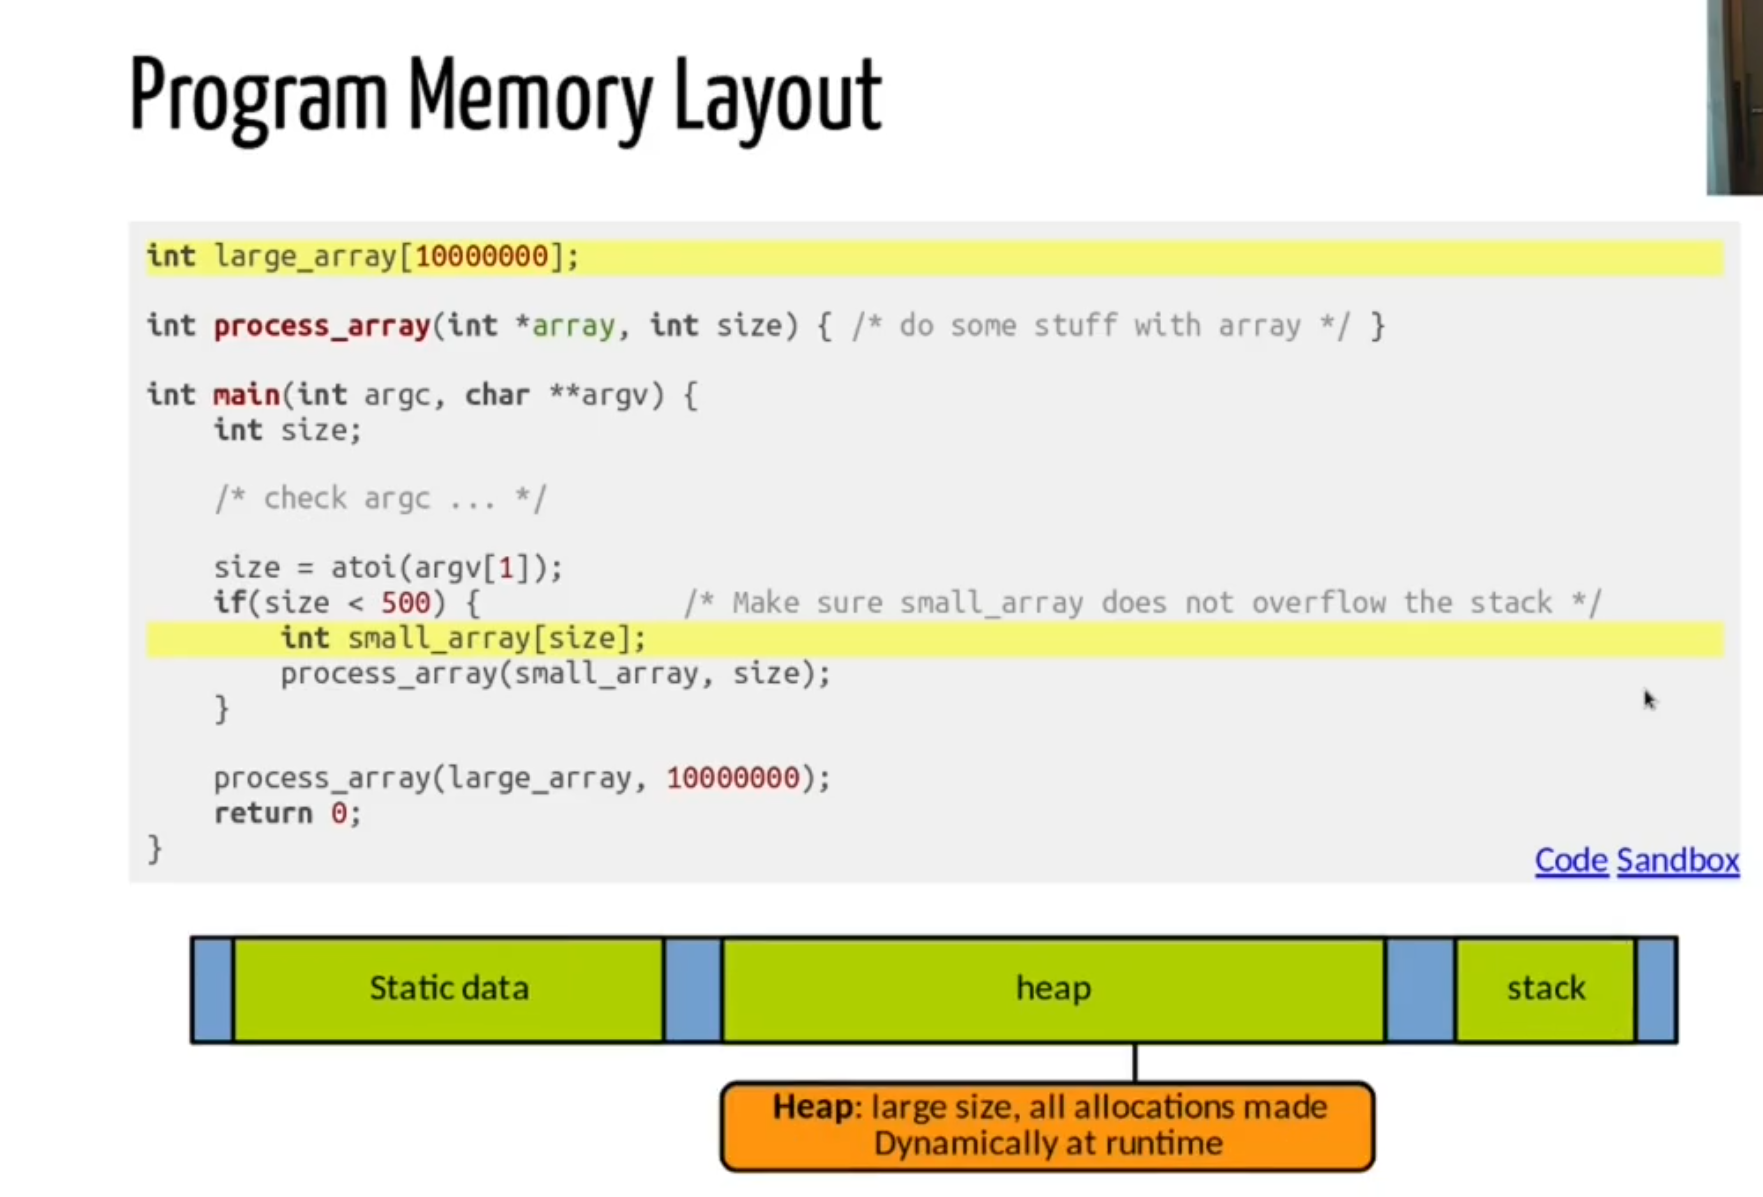 Program Memory Layout
int large_array[10000000];
int process_array(int *array, int size) { /* do some stuff with array */ }
int main(int argc, char **argv) {
    int size;
    /* check argc ... */
    size = atoi(argv[1]);
    if(size < 500) {            /* Make sure small_array does not overflow the stack */
        int small_array[size];
        process_array(small_array, size);
    }
    process_array(large_array, 10000000);
    return 0;
}
Code Sandbox
Static data
heap
stack
Heap: large size, all allocations made
Dynamically at runtime